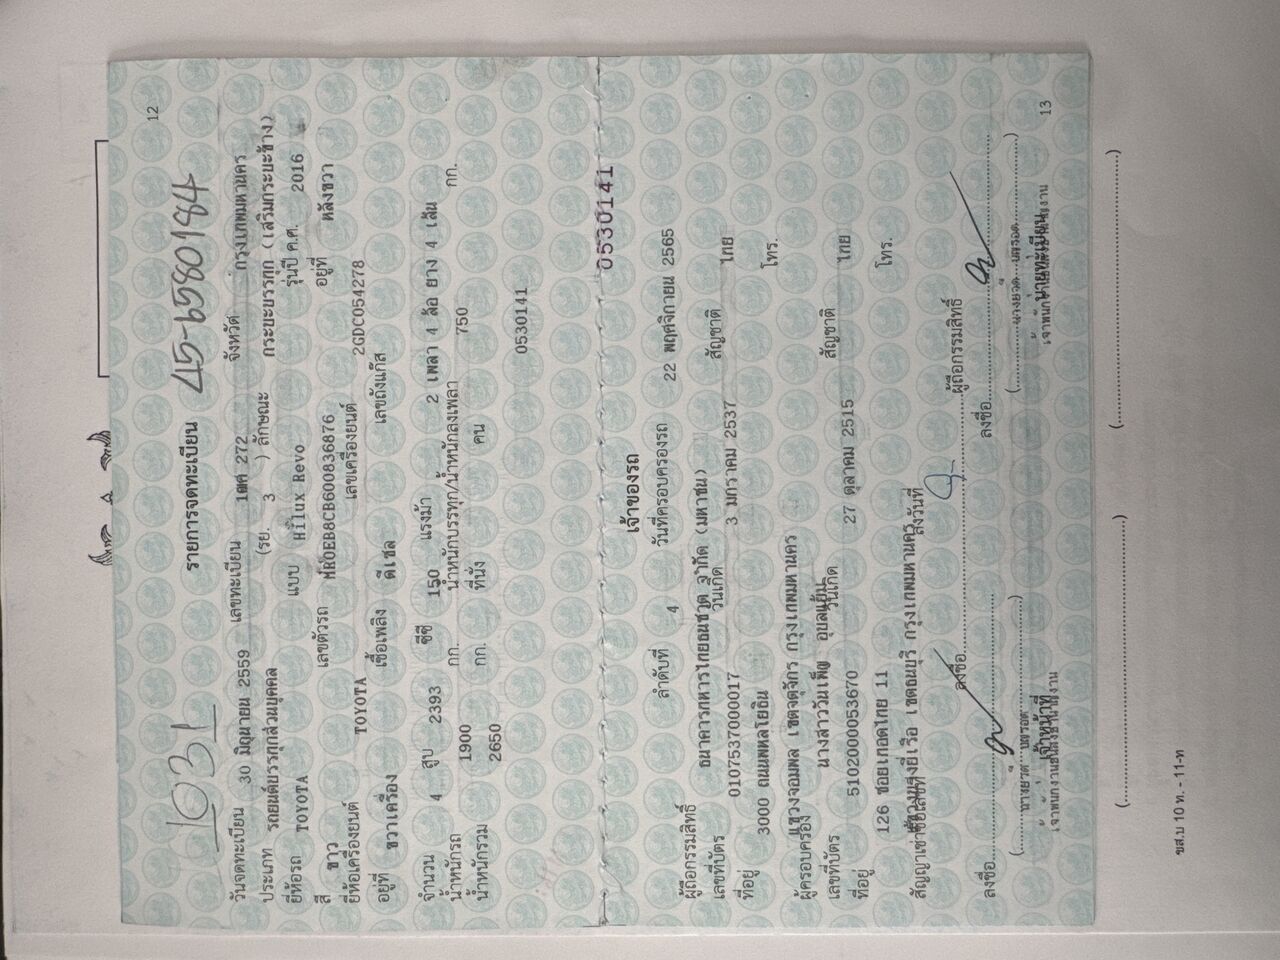 12
1031
รายการจดทะเบียน
45-6580184
วันจดทะเบียน 30 มิถุนายน 2559 เลขทะเบียน 1ฒศ 272 จังหวัด กรุงเทพมหานคร
ประเภท รถยนต์บรรทุกส่วนบุคคล (รย. 3 ) ลักษณะ กระบะบรรทุก (เสริมกระบะข้าง)
ยี่ห้อรถ TOYOTA แบบ Hilux Revo รุ่นปี ค.ศ. 2016
สี ขาว เลขตัวรถ MR0EB8CB600836876 อยู่ที่ หลังขวา
ยี่ห้อเครื่องยนต์ TOYOTA เลขเครื่องยนต์ 2GDC054278
อยู่ที่ ขวาเครื่อง เชื้อเพลิง ดีเซล เลขถังแก๊ส
จำนวน 4 สูบ 2393 ซีซี 150 แรงม้า 2 เพลา 4 ล้อ ยาง 4 เส้น
น้ำหนักรถ 1900 กก. น้ำหนักบรรทุก/น้ำหนักลงเพลา 750 กก.
น้ำหนักรวม 2650 กก. ที่นั่ง คน
0530141
0530141
เจ้าของรถ
ลำดับที่ 4 วันที่ครอบครองรถ 22 พฤศจิกายน 2565
ผู้ถือกรรมสิทธิ์ ธนาคารทหารไทยธนชาต จำกัด (มหาชน)
เลขที่บัตร 0107537000017 วันเกิด 3 มกราคม 2537 สัญชาติ ไทย
ที่อยู่ 3000 ถนนพหลโยธิน โทร.
แขวงจอมพล เขตจตุจักร กรุงเทพมหานคร
ผู้ครอบครอง นางสาววันเพ็ญ อุบลแย้ม
เลขที่บัตร 5102000053670 วันเกิด 27 ตุลาคม 2515 สัญชาติ ไทย
ที่อยู่ 126 ซอยเทอดไทย 11 โทร.
แขวงบางยี่เรือ เขตธนบุรี กรุงเทพมหานคร
สัญญาเช่าซื้อเลขที่ ลงวันที่
ลงชื่อ ผู้ถือกรรมสิทธิ์
ลงชื่อ ลงชื่อ
เจ้าหน้าที่ นายทะเบียน
13
ขส.บ 10 ท. - 11-ท